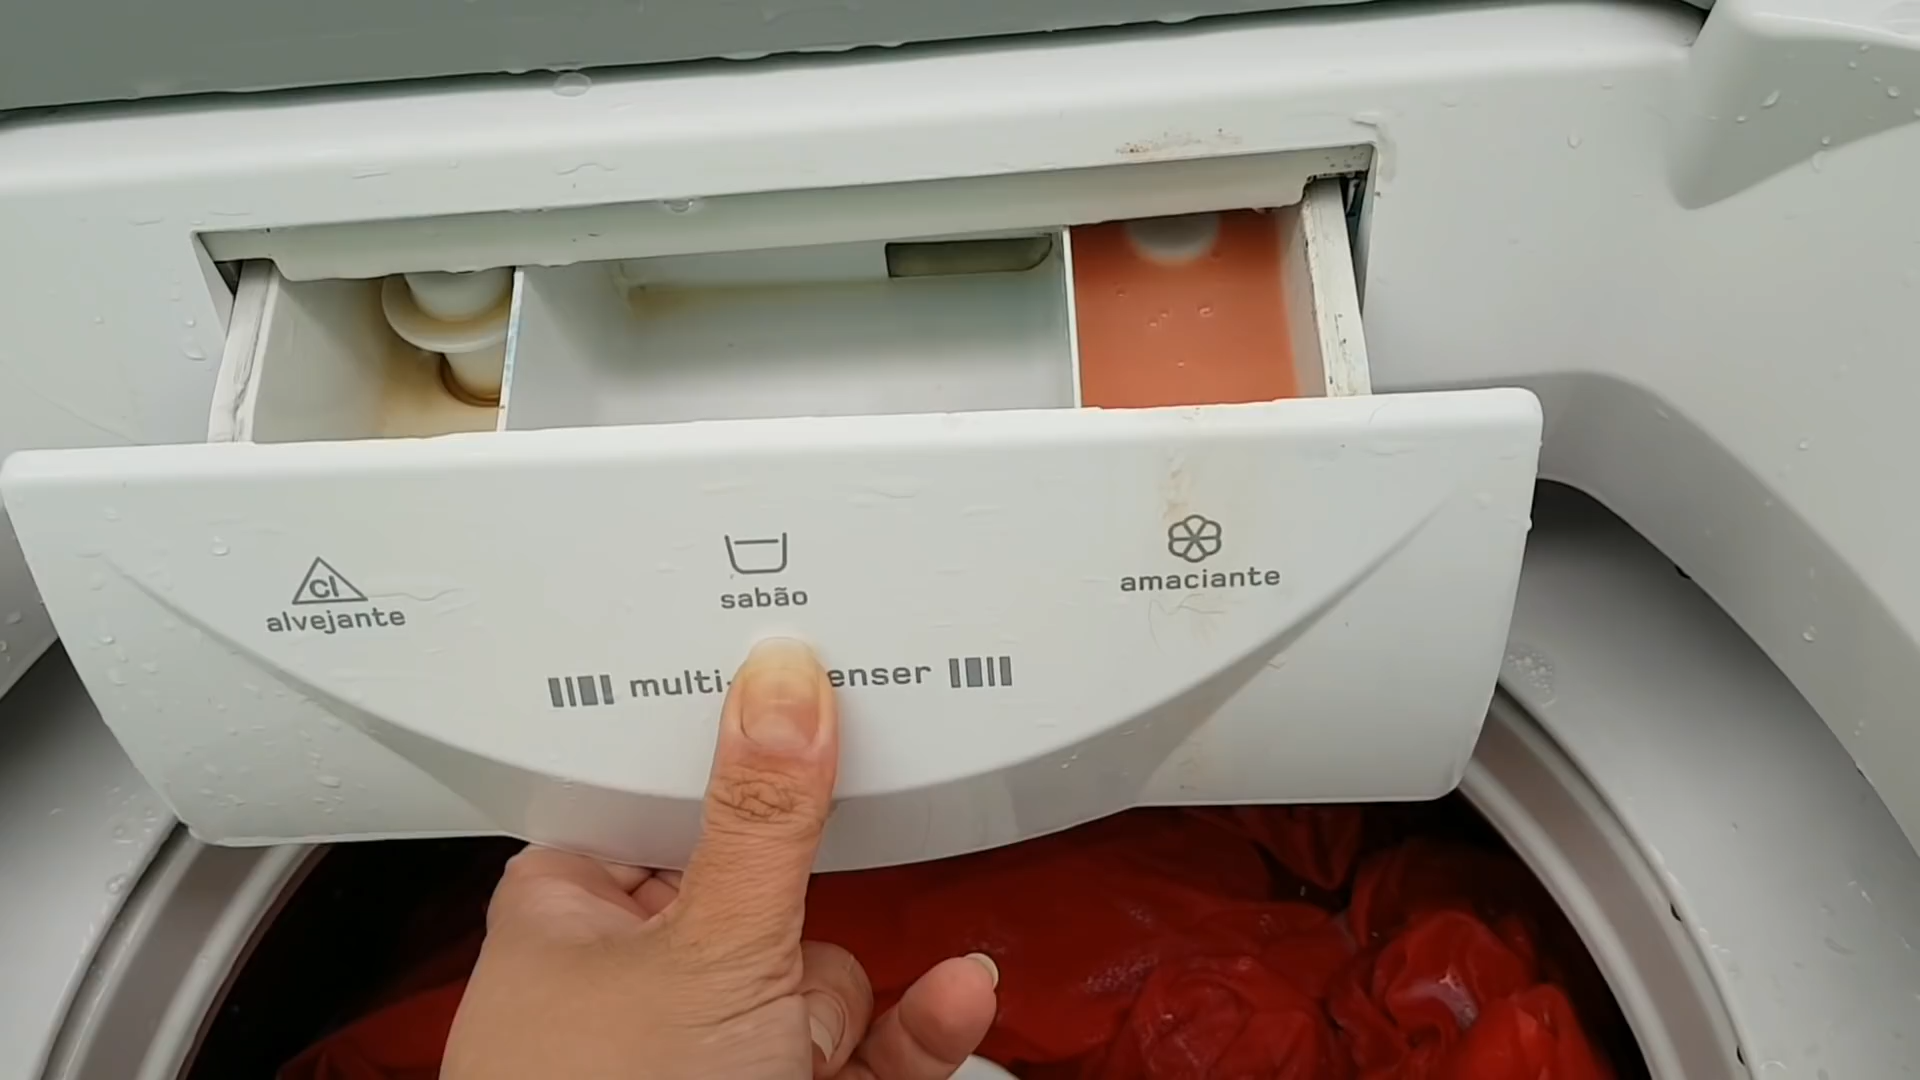 cl
alvejante
sabão
amaciante
multi- enser